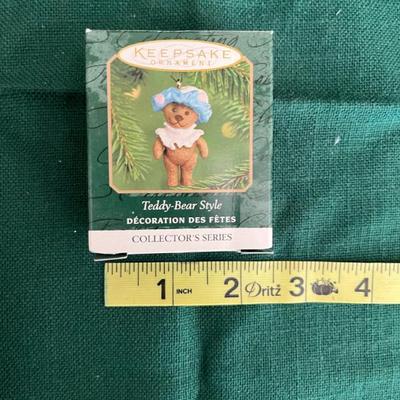 KEEPSAKE
ORNAMENT
Teddy-Bear Style
DÉCORATION DES FÊTES
COLLECTOR'S SERIES
1 INCH 2 Dritz 3 4